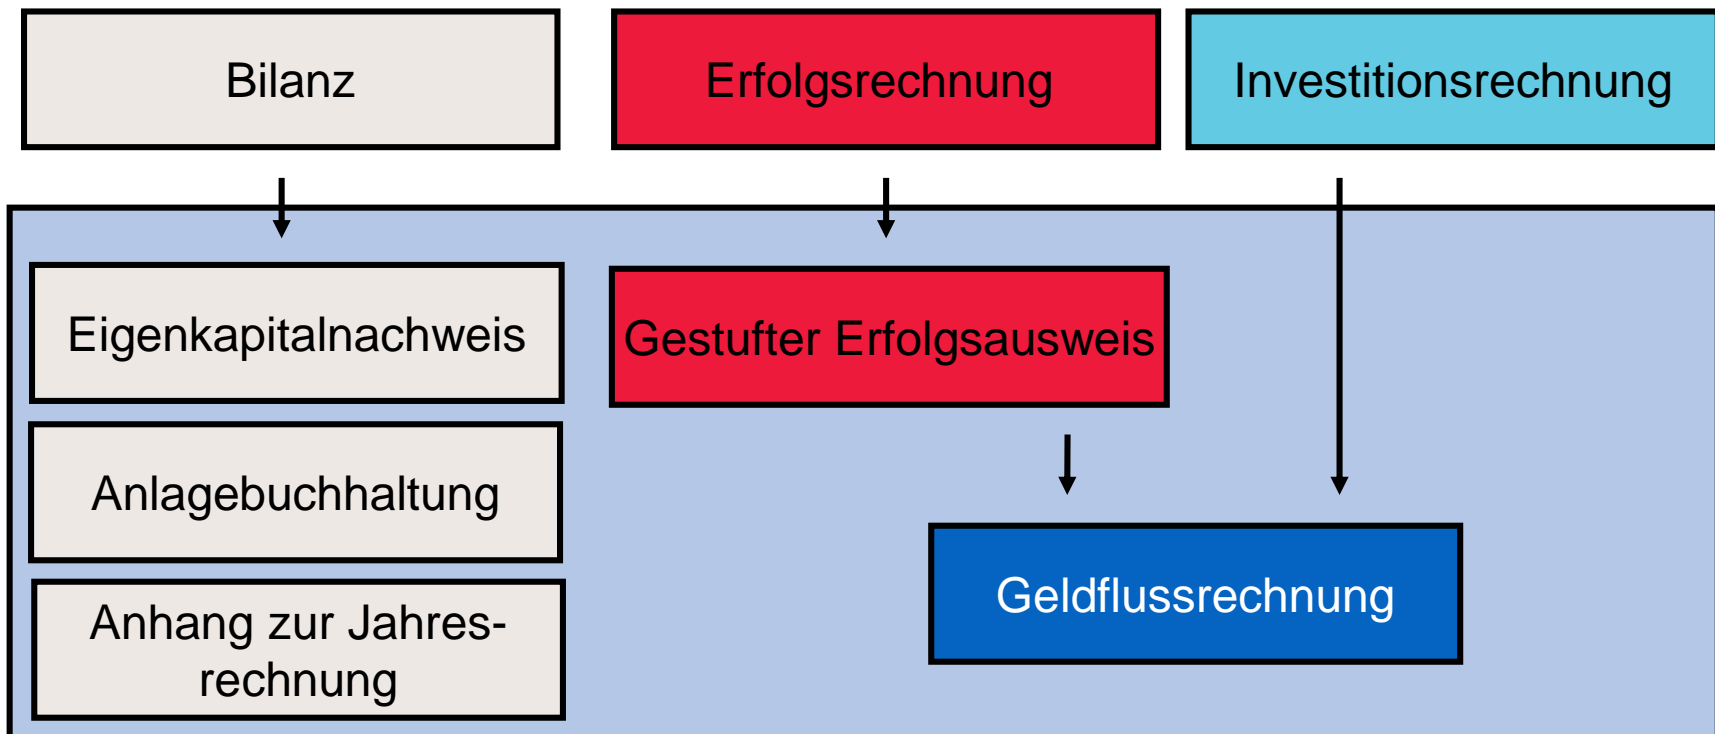 Bilanz
Erfolgsrechnung
Investitionsrechnung
Eigenkapitalnachweis
Gestufter Erfolgsausweis
Anlagebuchhaltung
Geldflussrechnung
Anhang zur Jahres-
rechnung